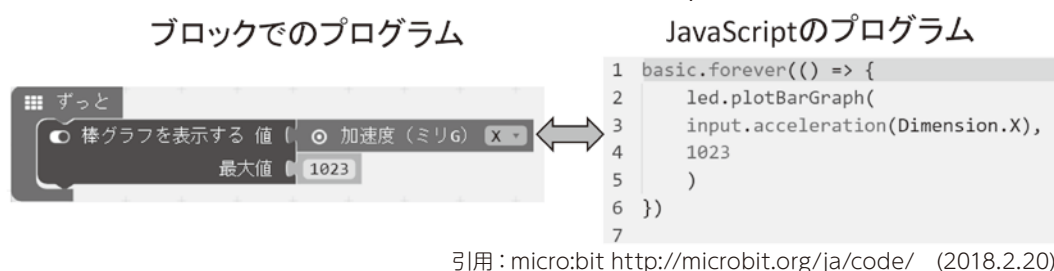 ブロックでのプログラム
JavaScriptのプログラム
ずっと
棒グラフを表示する 値 加速度（ミリG） X
最大値 1023
1 basic.forever(() => {
2 led.plotBarGraph(
3 input.acceleration(Dimension.X),
4 1023
5 )
6 })
7
引用：micro:bit http://microbit.org/ja/code/ (2018.2.20)